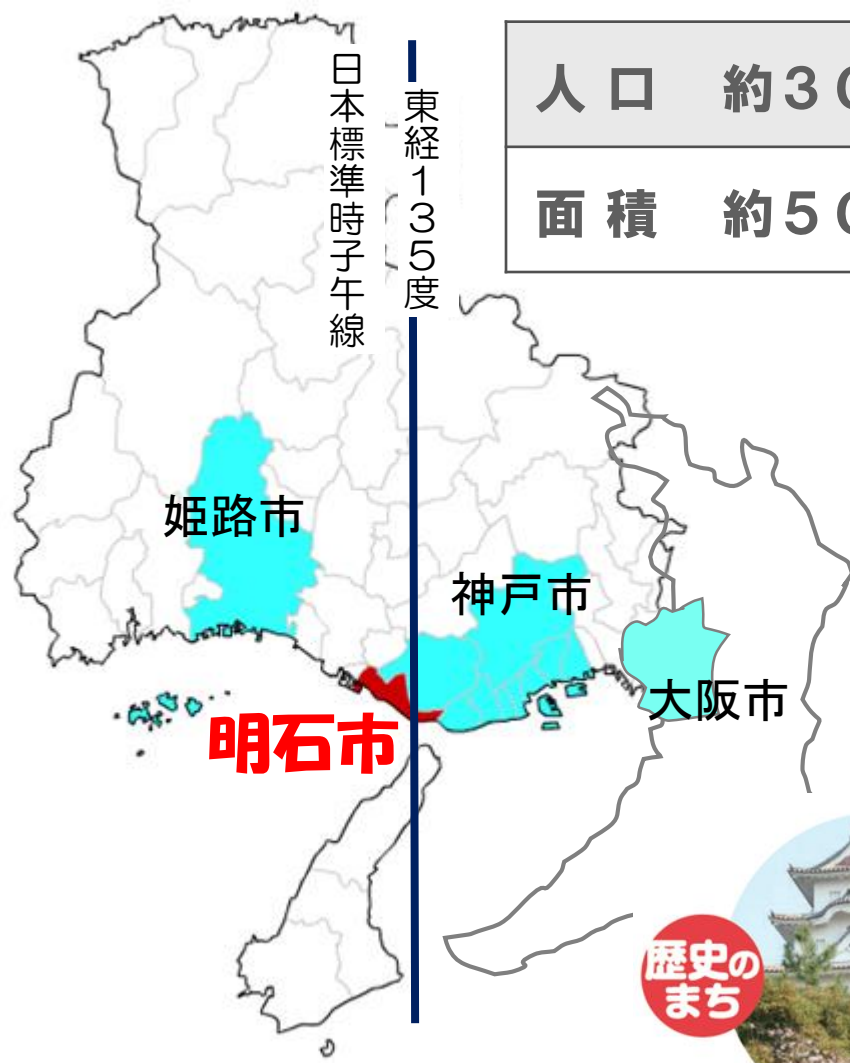 日本標準時子午線
東経１３５度
人口　約３０
面積　約５０
姫路市
神戸市
大阪市
明石市
歴史の
まち